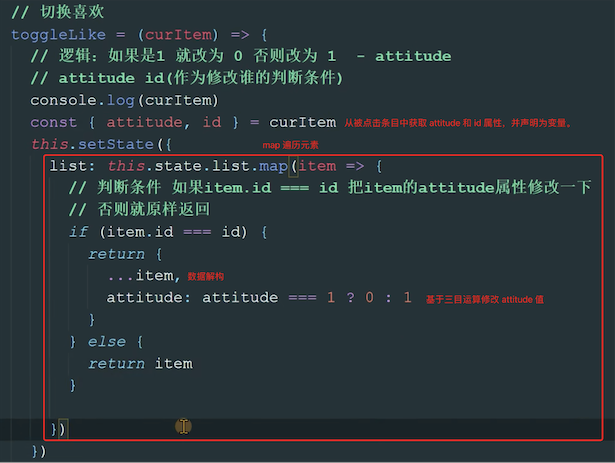 // 切换喜欢
toggleLike = (curItem) => {
// 逻辑：如果是1 就改为 0 否则改为 1  - attitude
// attitude id(作为修改谁的判断条件)
console.log(curItem)
const { attitude, id } = curItem 从被点击条目中获取 attitude 和 id 属性，并声明为变量。
this.setState({ map 遍历元素
list: this.state.list.map(item => {
// 判断条件 如果item.id === id 把item的attitude属性修改一下
// 否则就原样返回
if (item.id === id) {
return {
...item, 数据解构
attitude: attitude === 1 ? 0 : 1 基于三目运算修改 attitude 值
}
} else {
return item
}
})
})